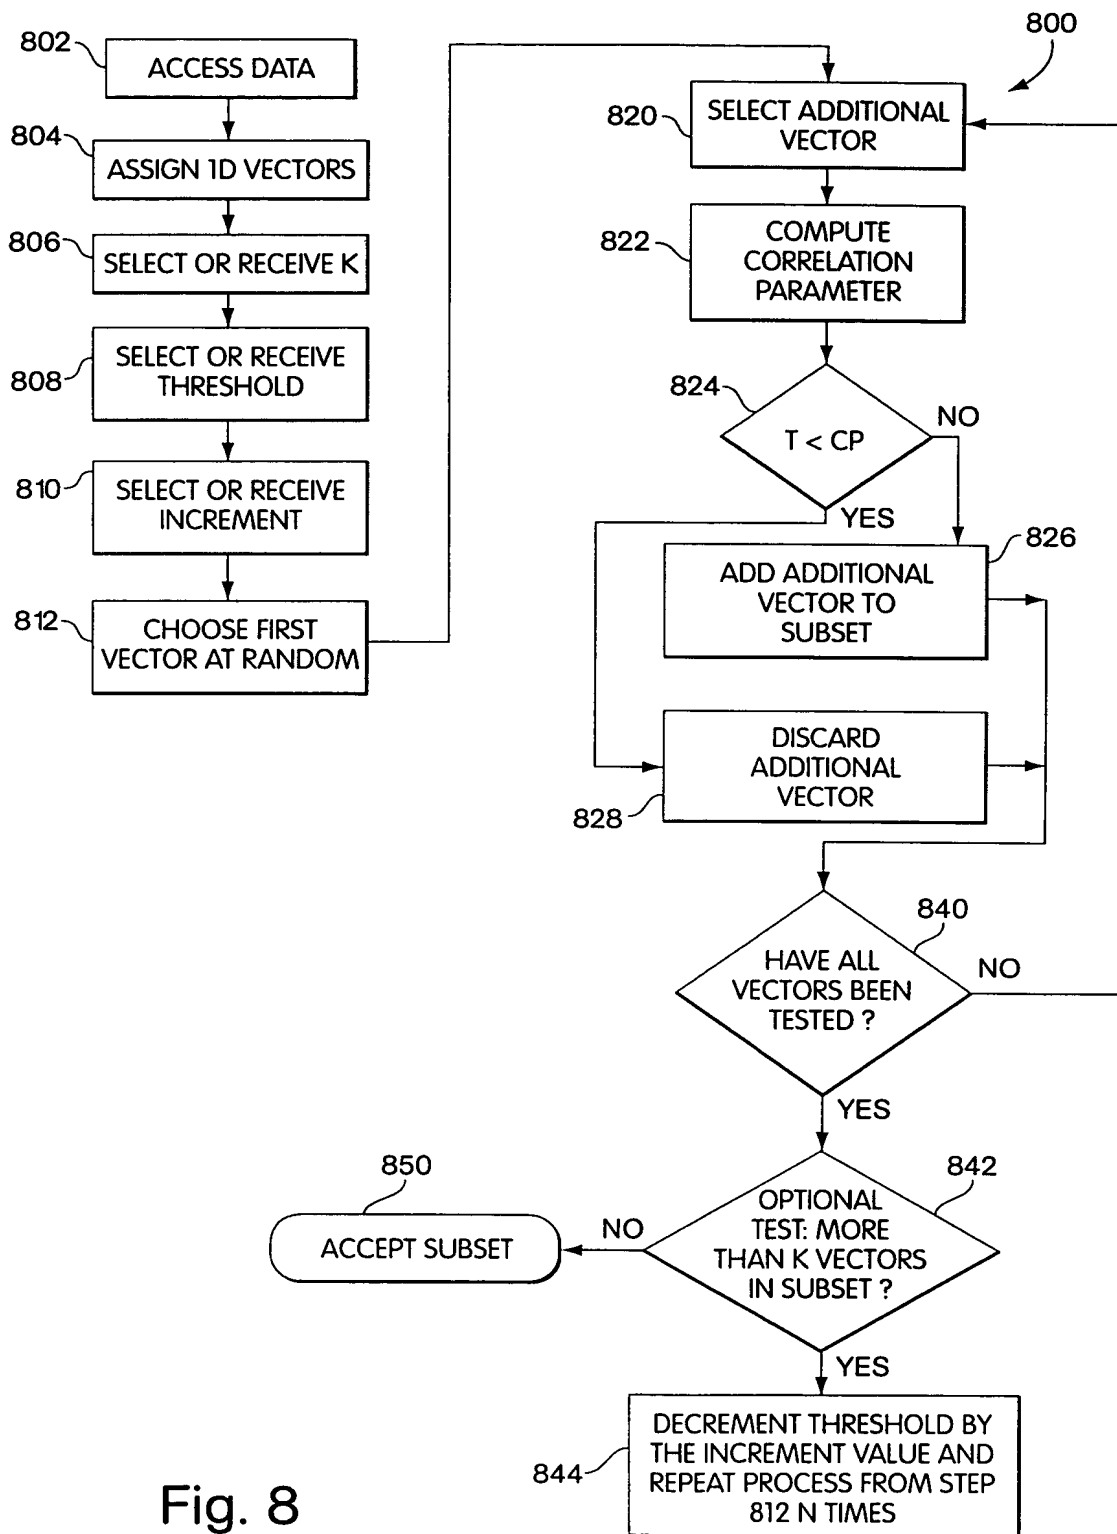 800
802
ACCESS DATA
804
ASSIGN 1D VECTORS
806
SELECT OR RECEIVE K
808
SELECT OR RECEIVE
THRESHOLD
810
SELECT OR RECEIVE
INCREMENT
812
CHOOSE FIRST
VECTOR AT RANDOM
820
SELECT ADDITIONAL
VECTOR
822
COMPUTE
CORRELATION
PARAMETER
824
T < CP
NO
YES
826
ADD ADDITIONAL
VECTOR TO
SUBSET
DISCARD
ADDITIONAL
VECTOR
828
840
HAVE ALL
VECTORS BEEN
TESTED ?
NO
YES
842
OPTIONAL
TEST: MORE
THAN K VECTORS
IN SUBSET ?
NO
850
ACCEPT SUBSET
YES
844
DECREMENT THRESHOLD BY
THE INCREMENT VALUE AND
REPEAT PROCESS FROM STEP
812 N TIMES
Fig. 8